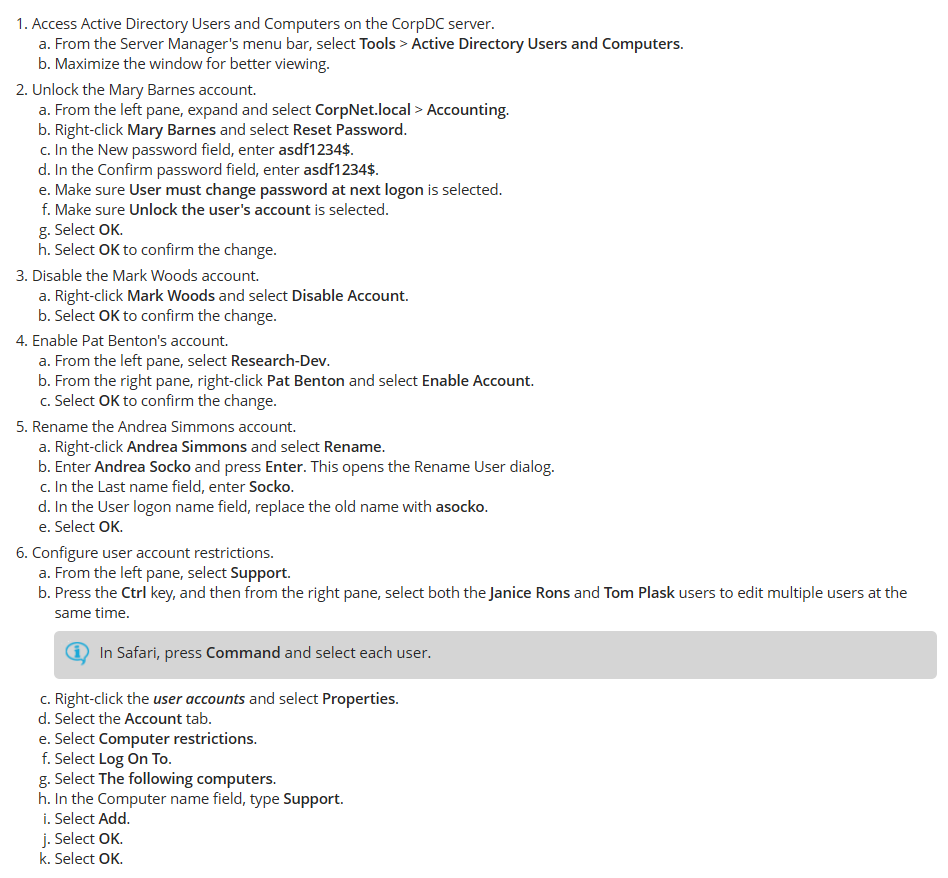 1. Access Active Directory Users and Computers on the CorpDC server.
a. From the Server Manager's menu bar, select Tools > Active Directory Users and Computers.
b. Maximize the window for better viewing.
2. Unlock the Mary Barnes account.
a. From the left pane, expand and select CorpNet.local > Accounting.
b. Right-click Mary Barnes and select Reset Password.
c. In the New password field, enter asdf1234$.
d. In the Confirm password field, enter asdf1234$.
e. Make sure User must change password at next logon is selected.
f. Make sure Unlock the user's account is selected.
g. Select OK.
h. Select OK to confirm the change.
3. Disable the Mark Woods account.
a. Right-click Mark Woods and select Disable Account.
b. Select OK to confirm the change.
4. Enable Pat Benton's account.
a. From the left pane, select Research-Dev.
b. From the right pane, right-click Pat Benton and select Enable Account.
c. Select OK to confirm the change.
5. Rename the Andrea Simmons account.
a. Right-click Andrea Simmons and select Rename.
b. Enter Andrea Socko and press Enter. This opens the Rename User dialog.
c. In the Last name field, enter Socko.
d. In the User logon name field, replace the old name with asocko.
e. Select OK.
6. Configure user account restrictions.
a. From the left pane, select Support.
b. Press the Ctrl key, and then from the right pane, select both the Janice Rons and Tom Plask users to edit multiple users at the
same time.
In Safari, press Command and select each user.
c. Right-click the user accounts and select Properties.
d. Select the Account tab.
e. Select Computer restrictions.
f. Select Log On To.
g. Select The following computers.
h. In the Computer name field, type Support.
i. Select Add.
j. Select OK.
k. Select OK.